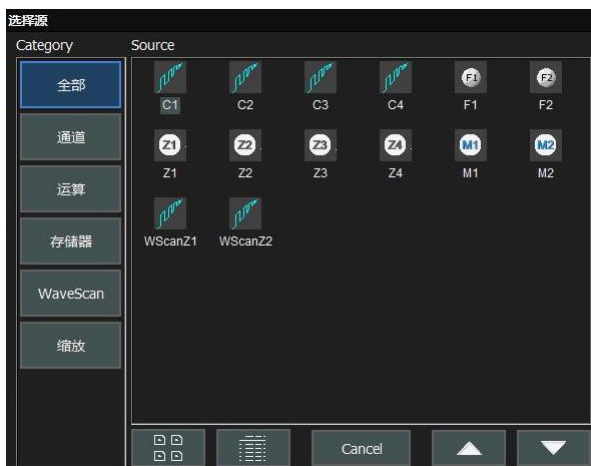 选择源
Category
Source
全部
通道
运算
存储器
WaveScan
缩放
C1 C2 C3 C4 F1 F2
F1 F2
Z1 Z2 Z3 Z4 M1 M2
Z1 Z2 Z3 Z4 M1 M2
WScanZ1 WScanZ2
Cancel